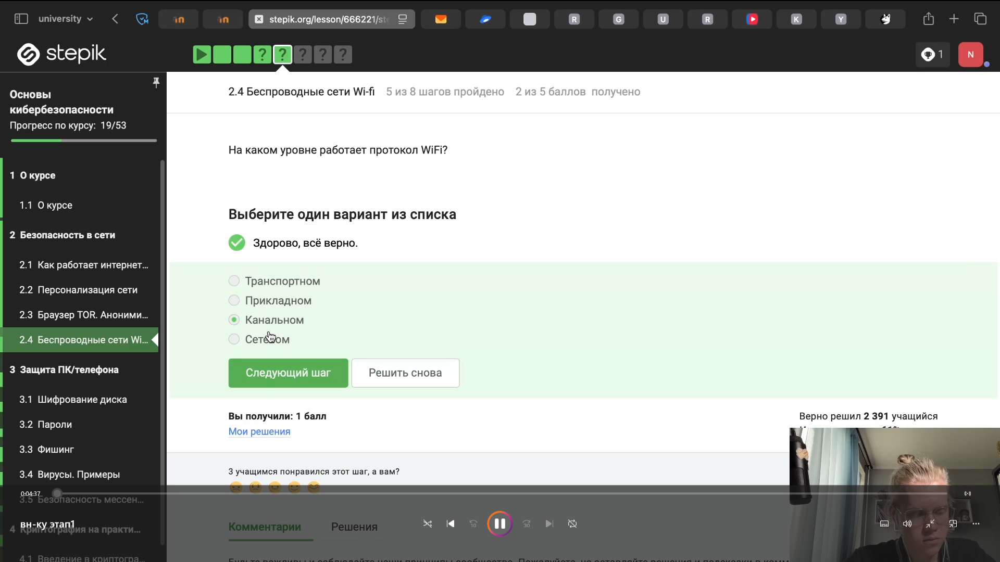 university
stepik.org/lesson/666221/ste
R
G
U
R
K
Y
stepik
?
?
?
?
?
1
N
Основы
кибербезопасности
Прогресс по курсу: 19/53
1 О курсе
1.1 О курсе
2 Безопасность в сети
2.1 Как работает интернет...
2.2 Персонализация сети
2.3 Браузер TOR. Аноними...
2.4 Беспроводные сети Wi...
3 Защита ПК/телефона
3.1 Шифрование диска
3.2 Пароли
3.3 Фишинг
3.4 Вирусы. Примеры
3.5 Безопасность мессен...
4 Криптография на практи...
4.1 Введение в криптогра...
2.4 Беспроводные сети Wi-fi 5 из 8 шагов пройдено 2 из 5 баллов получено
На каком уровне работает протокол WiFi?
Выберите один вариант из списка
Здорово, всё верно.
Транспортном
Прикладном
Канальном
Сетевом
Следующий шаг
Решить снова
Вы получили: 1 балл
Мои решения
Верно решил 2 391 учащийся
3 учащимся понравился этот шаг, а вам?
0:04:37
вн-ку этап1
10
30
Комментарии
Решения